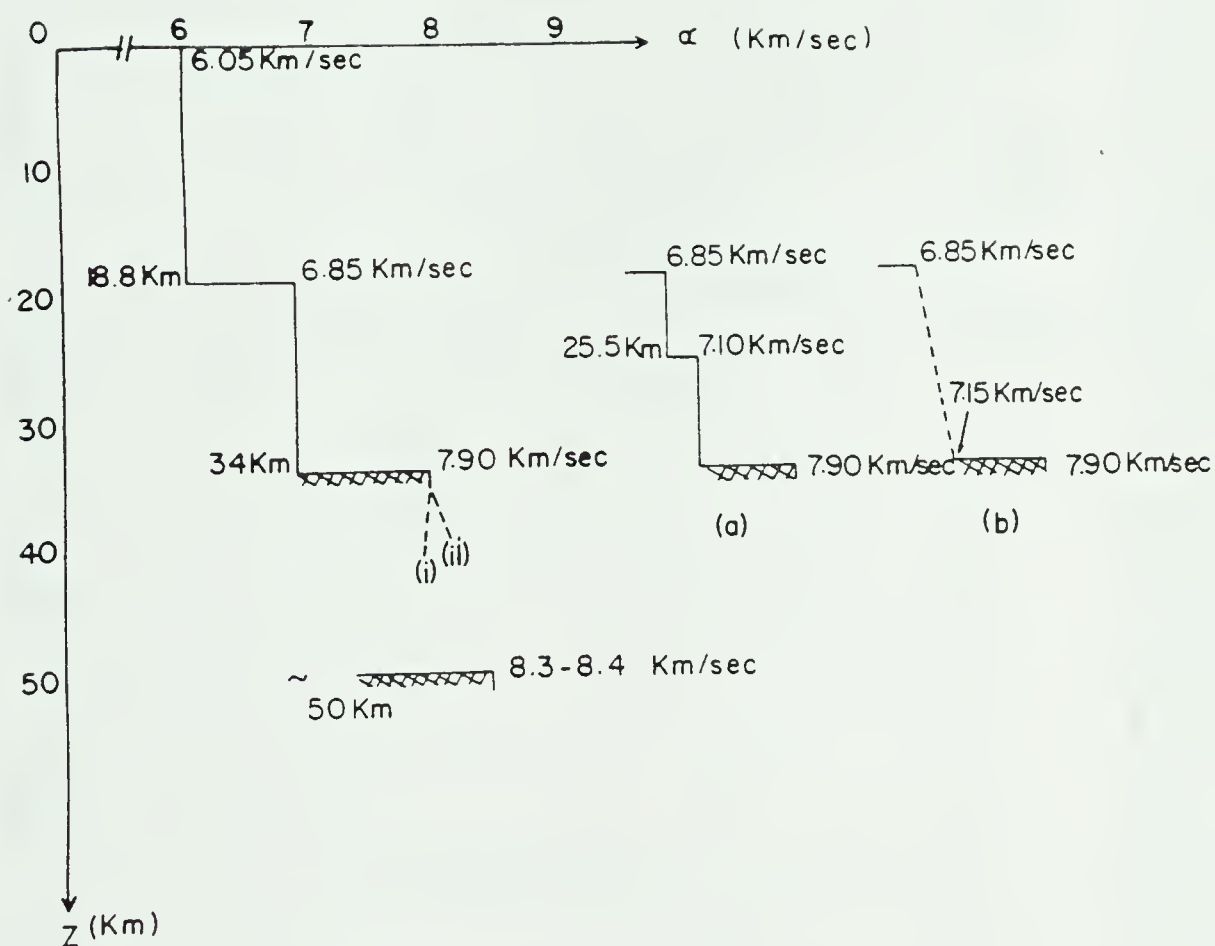 0 6 7 8 9 α (Km/sec)
6.05 Km/sec
10
18.8 Km 6.85 Km/sec 6.85 Km/sec 6.85 Km/sec
20
25.5 Km 7.10 Km/sec
7.15 Km/sec
30
34 Km 7.90 Km/sec 7.90 Km/sec 7.90 Km/sec
(a) (b)
40 (i) (ii)
50 ~ 50 Km 8.3-8.4 Km/sec
Z (Km)